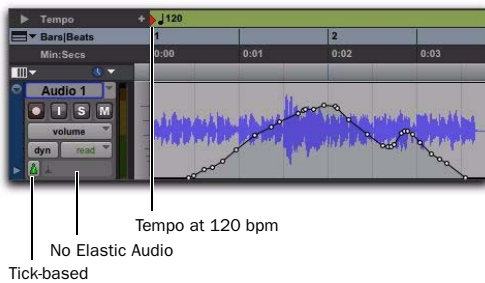 Tempo + 120
Bars|Beats 1 2
Min:Secs 0:00 0:01 0:02 0:03
Audio 1
I S M
volume
dyn read
Tempo at 120 bpm
No Elastic Audio
Tick-based